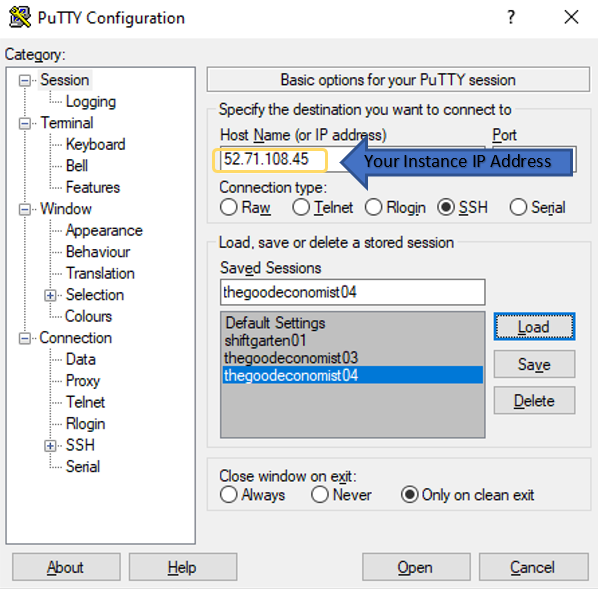 PuTTY Configuration
?
Category:
Session
Logging
Terminal
Keyboard
Bell
Features
Window
Appearance
Behaviour
Translation
Selection
Colours
Connection
Data
Proxy
Telnet
Rlogin
SSH
Serial
Basic options for your PuTTY session
Specify the destination you want to connect to
Host Name (or IP address) Port
52.71.108.45 Your Instance IP Address
Connection type:
Raw Telnet Rlogin SSH Serial
Load, save or delete a stored session
Saved Sessions
thegoodeconomist04
Default Settings
shiftgarten01
thegoodeconomist03
thegoodeconomist04
Load
Save
Delete
Close window on exit:
Always Never Only on clean exit
About Help Open Cancel